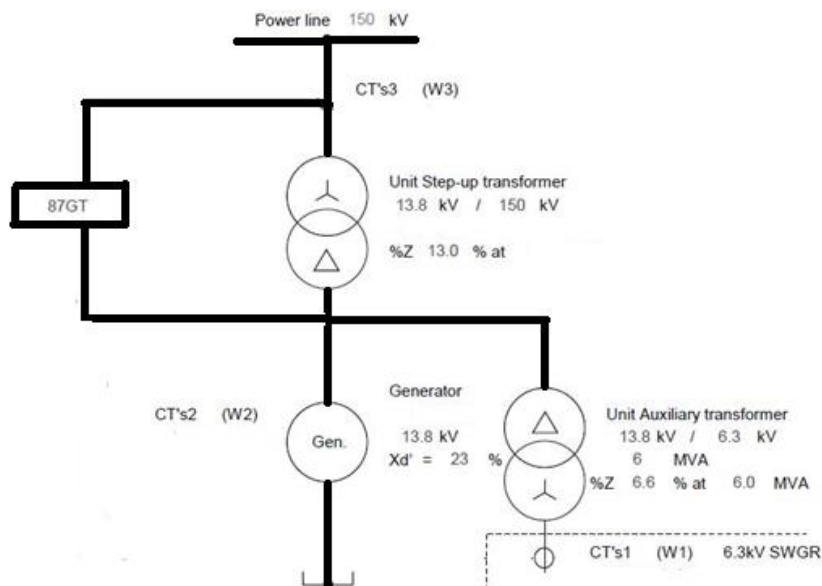 Power line 150 kV
CT's3 (W3)
87GT
Unit Step-up transformer
13.8 kV / 150 kV
%Z 13.0 % at
CT's2 (W2)
Generator
Gen.
13.8 kV
Xd' = 23 %
Unit Auxiliary transformer
13.8 kV / 6.3 kV
6 MVA
%Z 6.6 % at 6.0 MVA
CT's1 (W1) 6.3kV SWGR